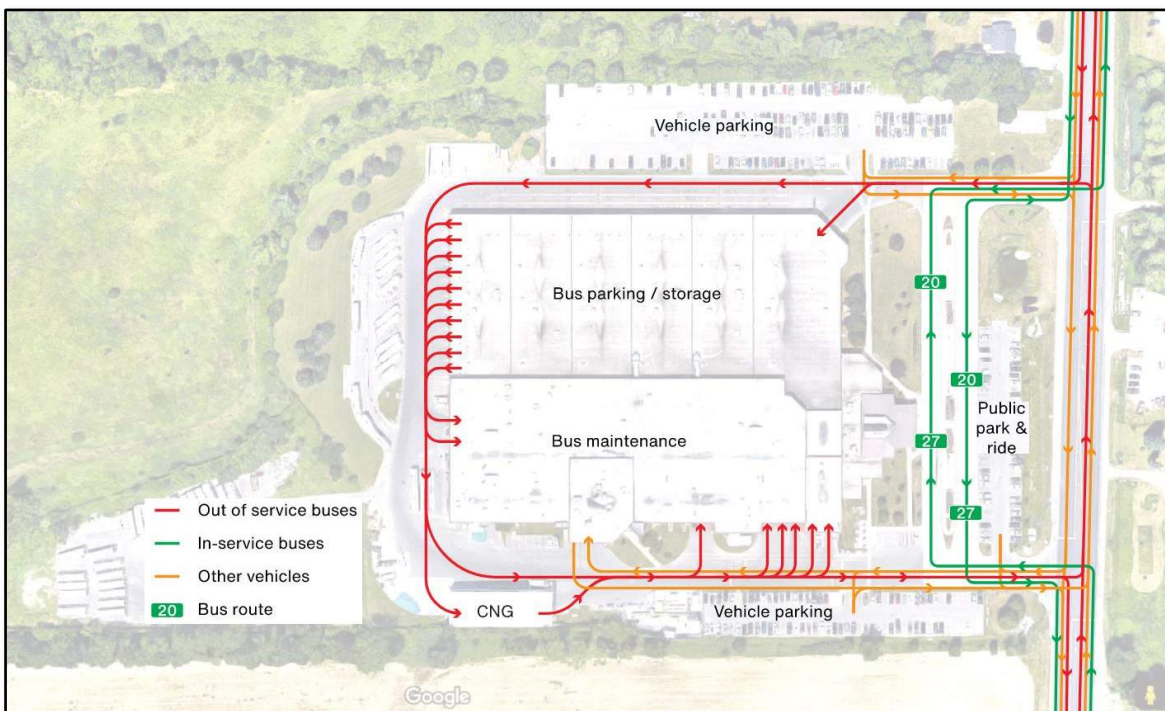 Vehicle parking
20
Bus parking / storage
20
Public
park &
ride
Bus maintenance
27
27
Out of service buses
In-service buses
Other vehicles
20 Bus route
CNG
Vehicle parking
Google